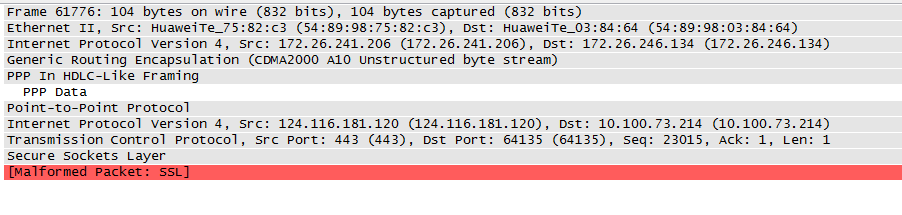 Frame 61776: 104 bytes on wire (832 bits), 104 bytes captured (832 bits)
Ethernet II, Src: HuaweiTe_75:82:c3 (54:89:98:75:82:c3), Dst: HuaweiTe_03:84:64 (54:89:98:03:84:64)
Internet Protocol Version 4, Src: 172.26.241.206 (172.26.241.206), Dst: 172.26.246.134 (172.26.246.134)
Generic Routing Encapsulation (CDMA2000 A10 Unstructured byte stream)
PPP In HDLC-Like Framing
PPP Data
Point-to-Point Protocol
Internet Protocol Version 4, Src: 124.116.181.120 (124.116.181.120), Dst: 10.100.73.214 (10.100.73.214)
Transmission Control Protocol, Src Port: 443 (443), Dst Port: 64135 (64135), Seq: 23015, Ack: 1, Len: 1
Secure Sockets Layer
[Malformed Packet: SSL]